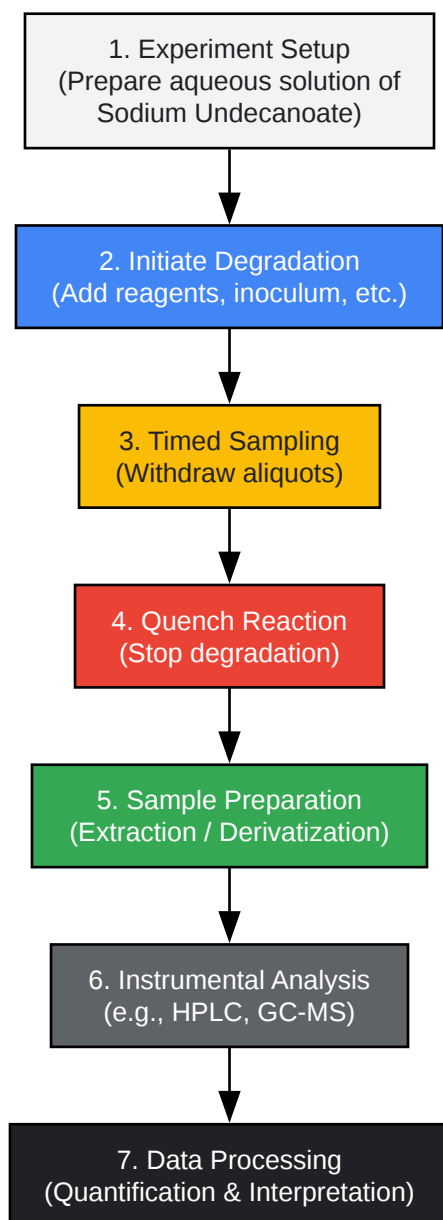 1. Experiment Setup
(Prepare aqueous solution of
Sodium Undecanoate)
2. Initiate Degradation
(Add reagents, inoculum, etc.)
3. Timed Sampling
(Withdraw aliquots)
4. Quench Reaction
(Stop degradation)
5. Sample Preparation
(Extraction / Derivatization)
6. Instrumental Analysis
(e.g., HPLC, GC-MS)
7. Data Processing
(Quantification & Interpretation)